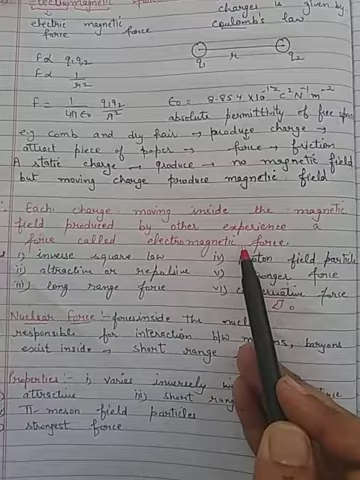 Electromagnetic
charges is given by
electric magnetic
force force
coulomb's law
F ∝ q1q2
F ∝ 1/r²
q1 r q2
F = 1/4πε0 q1q2/r² ε0 = 8.854 ×10⁻¹² C² N⁻¹ m⁻²
absolute permittivity of free
e.g comb and dry hair → produce charge →
attract piece of paper → force → friction
A static charge → produce → no magnetic field
but moving charge produce magnetic field
Each charge moving inside the magnetic
field produced by other experience a
force called electromagnetic force.
i) inverse square law iv) field particle
ii) attractive or repulsive v) force
iii) long range force vi) force
Nuclear Force :- inside the
responsible for interaction b/w baryons
exist inside → short range
Properties :- i) varies inversely
attractive iii) short
π-meson field particles
strongest force